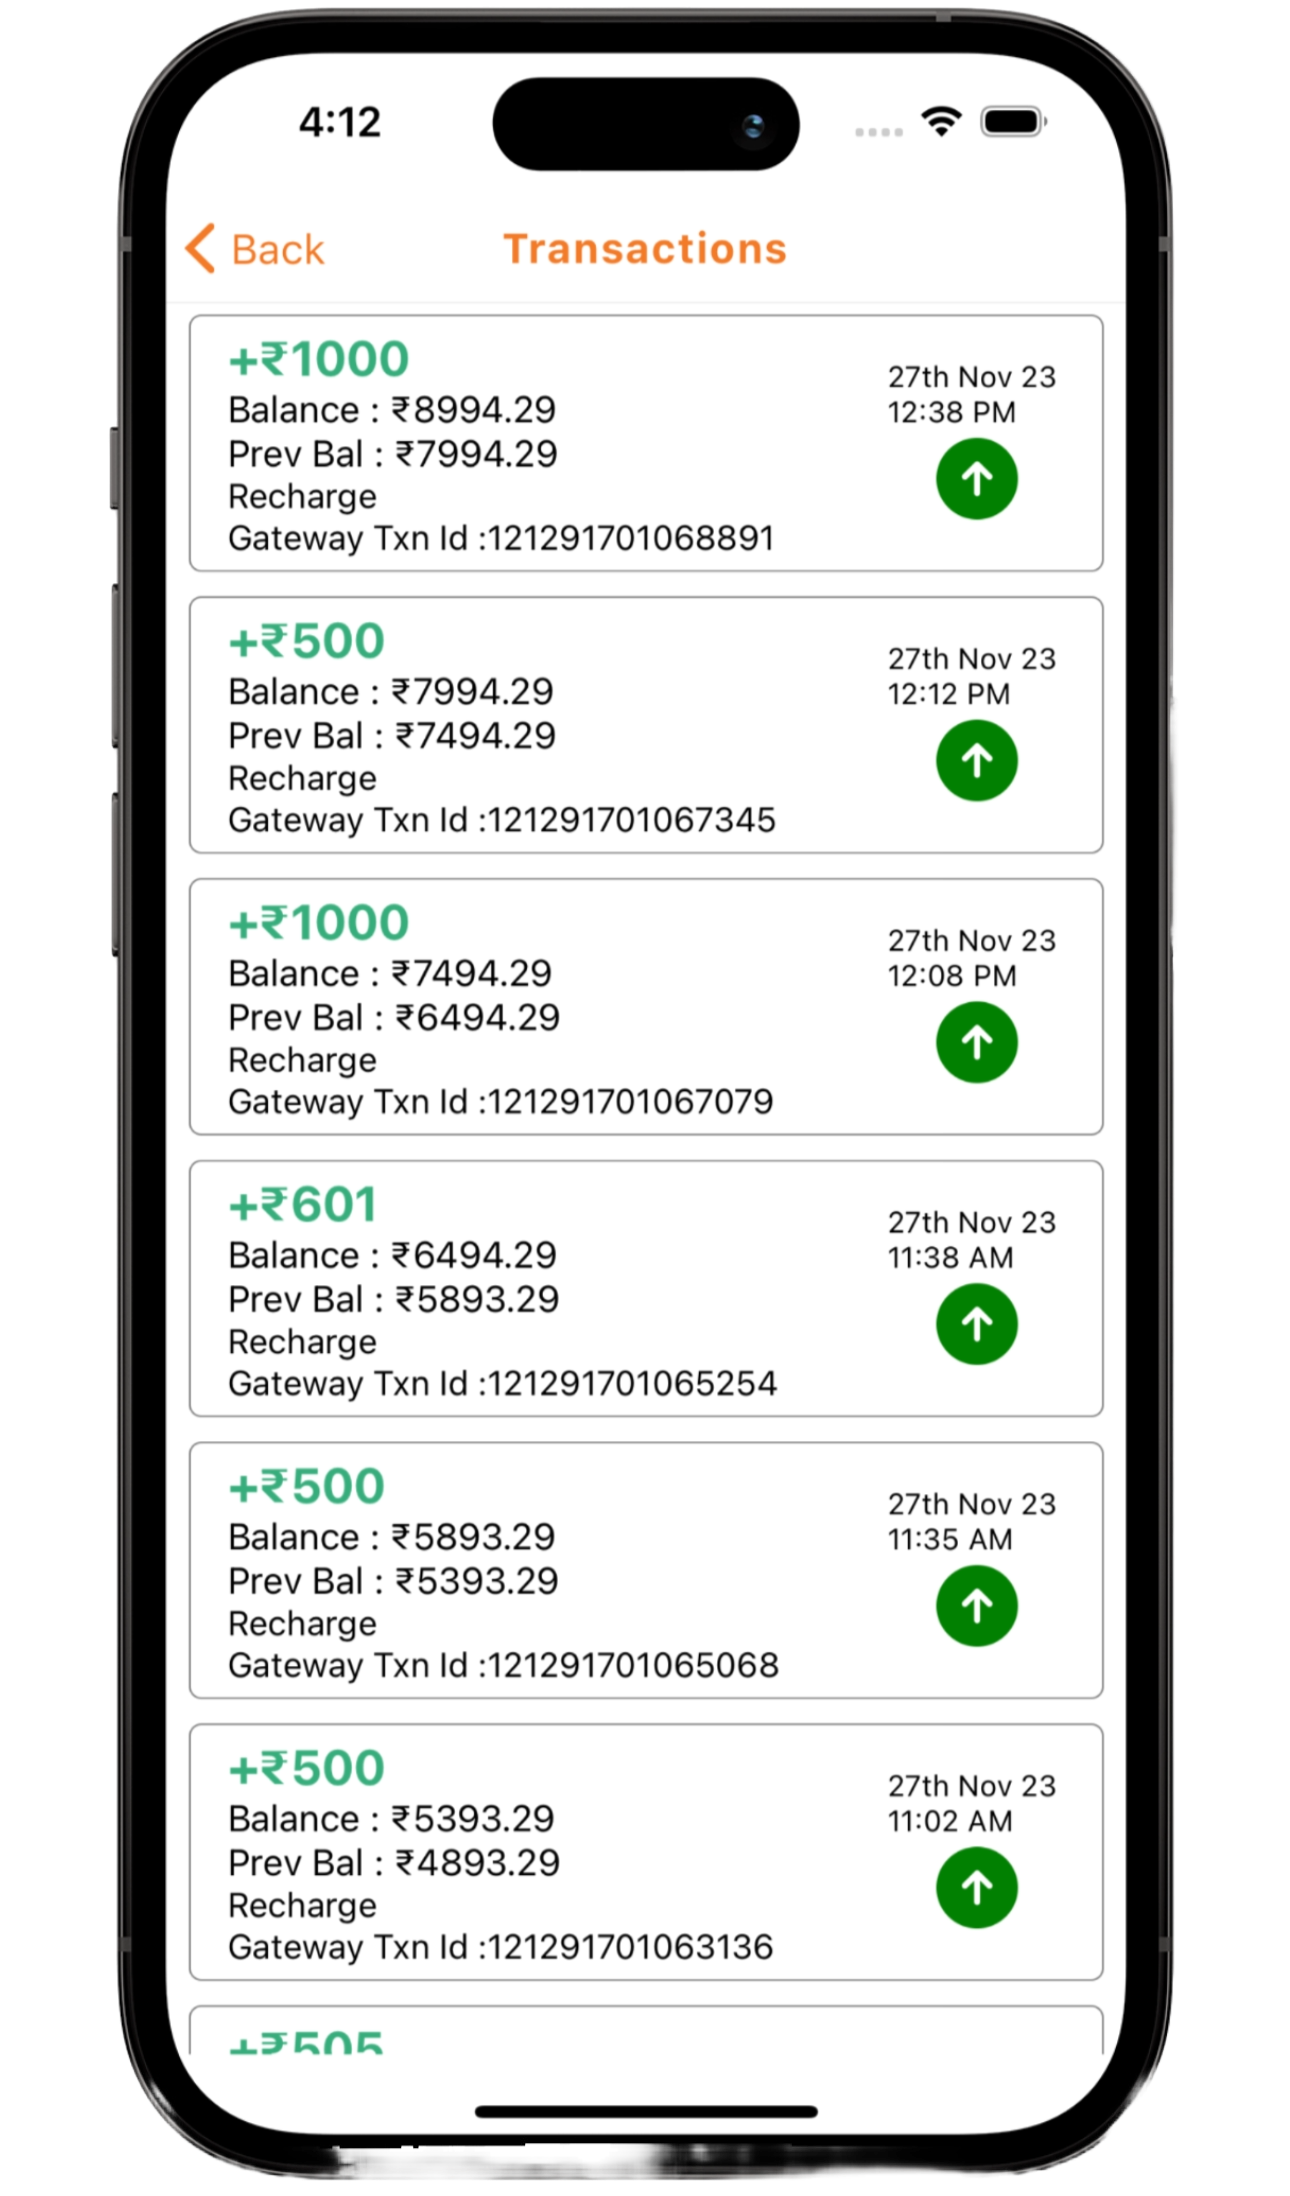 4:12
Back
Transactions
+₹1000
27th Nov 23
12:38 PM
Balance : ₹8994.29
Prev Bal : ₹7994.29
Recharge
Gateway Txn Id :121291701068891
+₹500
27th Nov 23
12:12 PM
Balance : ₹7994.29
Prev Bal : ₹7494.29
Recharge
Gateway Txn Id :121291701067345
+₹1000
27th Nov 23
12:08 PM
Balance : ₹7494.29
Prev Bal : ₹6494.29
Recharge
Gateway Txn Id :121291701067079
+₹601
27th Nov 23
11:38 AM
Balance : ₹6494.29
Prev Bal : ₹5893.29
Recharge
Gateway Txn Id :121291701065254
+₹500
27th Nov 23
11:35 AM
Balance : ₹5893.29
Prev Bal : ₹5393.29
Recharge
Gateway Txn Id :121291701065068
+₹500
27th Nov 23
11:02 AM
Balance : ₹5393.29
Prev Bal : ₹4893.29
Recharge
Gateway Txn Id :121291701063136
+₹505